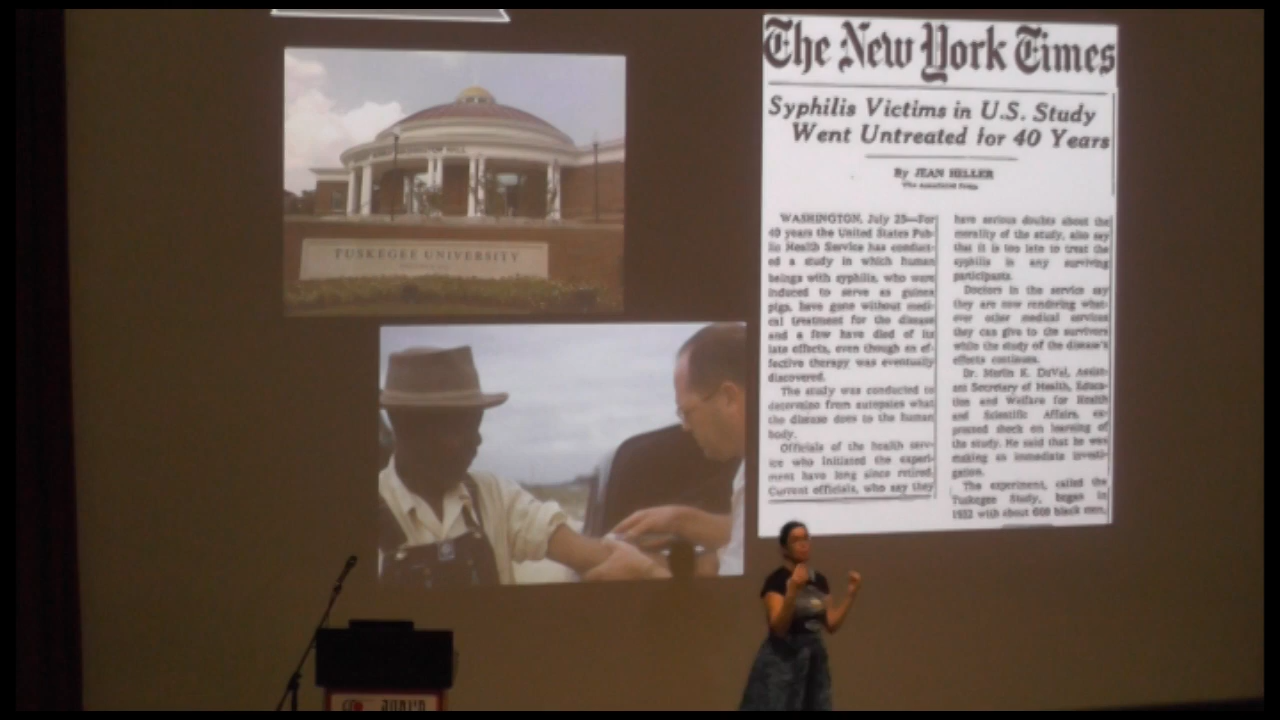 TUSKEGEE UNIVERSITY
The New York Times
Syphilis Victims in U.S. Study
Went Untreated for 40 Years
By JEAN HELLER
The Associated Press
WASHINGTON, July 25—For
40 years the United States Pub-
lic Health Service has conduct-
ed a study in which human
beings with syphilis, who were
induced to serve as guinea
pigs, have gone without medi-
cal treatment for the disease
and a few have died of its
late effects, even though an ef-
fective therapy was eventually
discovered.
The study was conducted to
determine from autopsies what
the disease does to the human
body.
Officials of the health serv-
ice who initiated the experi-
ment have long since retired.
Current officials, who say they
have serious doubts about the
morality of the study, also say
that it is too late to treat the
syphilis in any surviving
participants.
Doctors in the service say
they are now rendering what-
ever other medical services
they can give to the survivors
while the study of the disease's
effects continues.
Dr. Merlin K. DuVal, Assist-
ant Secretary of Health, Educa-
tion and Welfare for Health
and Scientific Affairs, ex-
pressed shock on learning of
the study. He said that he was
making an immediate investi-
gation.
The experiment, called the
Tuskegee Study, began in
1932 with about 600 black men,